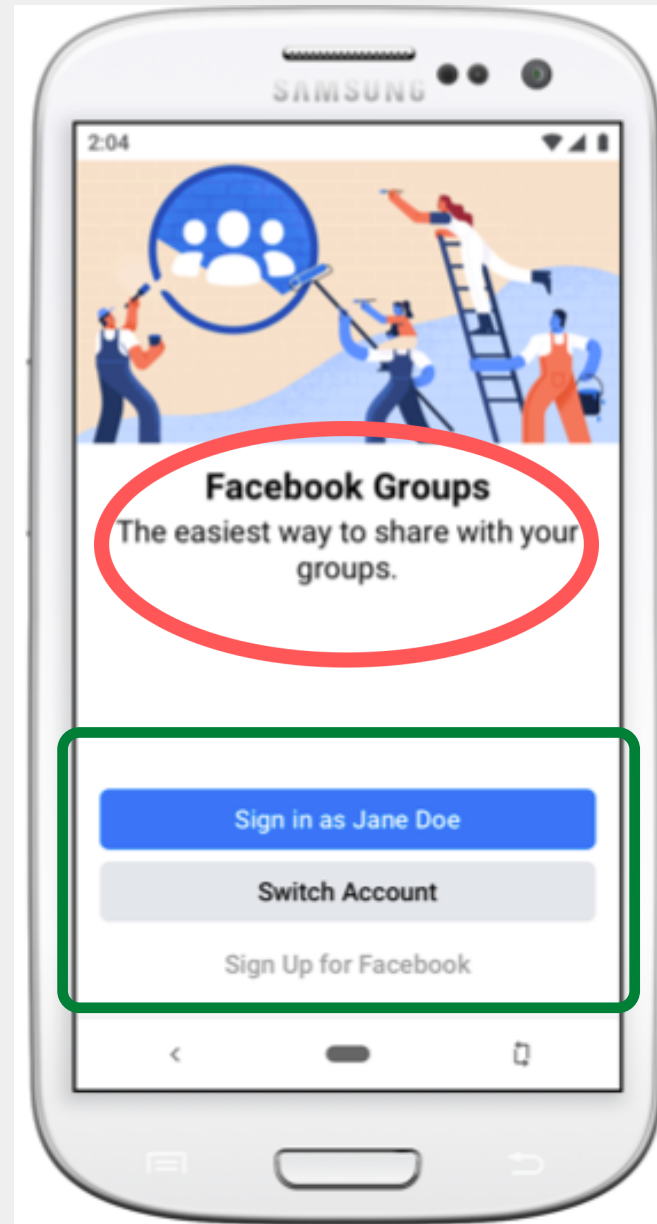 SAMSUNG
2:04
Facebook Groups
The easiest way to share with your
groups.
Sign in as Jane Doe
Switch Account
Sign Up for Facebook